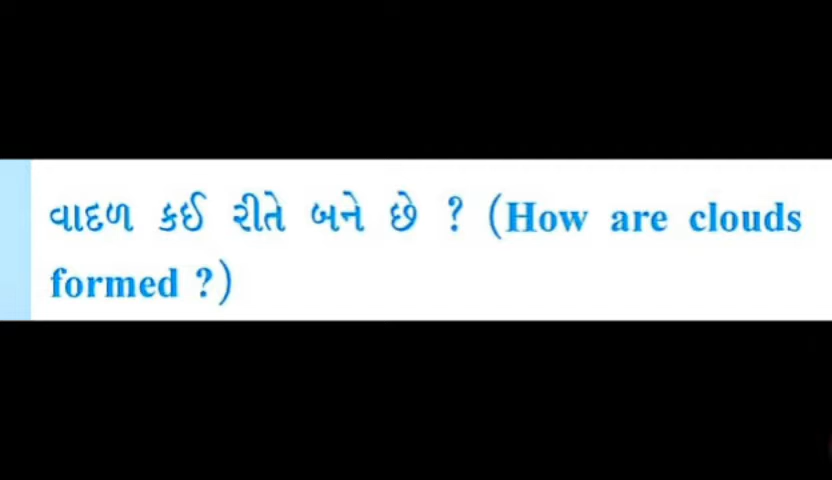 વાદળ કઈ રીતે બને છે ? (How are clouds
formed ?)